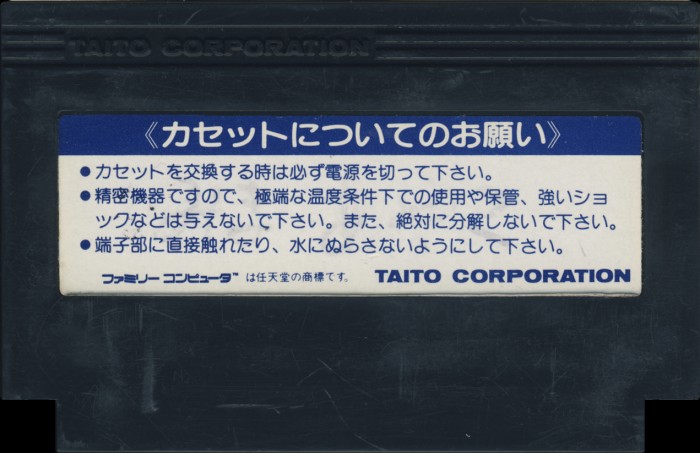 TAITO CORPORATION
《カセットについてのお願い》
●カセットを交換する時は必ず電源を切って下さい。
●精密機器ですので、極端な温度条件下での使用や保管、強いショ
ックなどは与えないで下さい。また、絶対に分解しないで下さい。
●端子部に直接触れたり、水にぬらさないようにして下さい。
ファミリーコンピュータ™ は任天堂の商標です。 TAITO CORPORATION